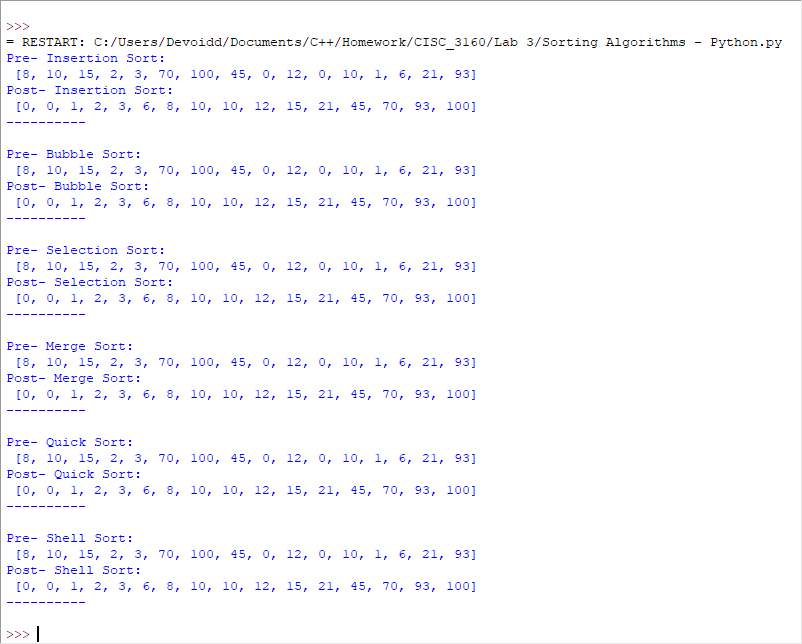 >>>
= RESTART: C:/Users/Devoidd/Documents/C++/Homework/CISC_3160/Lab 3/Sorting Algorithms - Python.py
Pre- Insertion Sort:
[8, 10, 15, 2, 3, 70, 100, 45, 0, 12, 0, 10, 1, 6, 21, 93]
Post- Insertion Sort:
[0, 0, 1, 2, 3, 6, 8, 10, 10, 12, 15, 21, 45, 70, 93, 100]
----------
Pre- Bubble Sort:
[8, 10, 15, 2, 3, 70, 100, 45, 0, 12, 0, 10, 1, 6, 21, 93]
Post- Bubble Sort:
[0, 0, 1, 2, 3, 6, 8, 10, 10, 12, 15, 21, 45, 70, 93, 100]
----------
Pre- Selection Sort:
[8, 10, 15, 2, 3, 70, 100, 45, 0, 12, 0, 10, 1, 6, 21, 93]
Post- Selection Sort:
[0, 0, 1, 2, 3, 6, 8, 10, 10, 12, 15, 21, 45, 70, 93, 100]
----------
Pre- Merge Sort:
[8, 10, 15, 2, 3, 70, 100, 45, 0, 12, 0, 10, 1, 6, 21, 93]
Post- Merge Sort:
[0, 0, 1, 2, 3, 6, 8, 10, 10, 12, 15, 21, 45, 70, 93, 100]
----------
Pre- Quick Sort:
[8, 10, 15, 2, 3, 70, 100, 45, 0, 12, 0, 10, 1, 6, 21, 93]
Post- Quick Sort:
[0, 0, 1, 2, 3, 6, 8, 10, 10, 12, 15, 21, 45, 70, 93, 100]
----------
Pre- Shell Sort:
[8, 10, 15, 2, 3, 70, 100, 45, 0, 12, 0, 10, 1, 6, 21, 93]
Post- Shell Sort:
[0, 0, 1, 2, 3, 6, 8, 10, 10, 12, 15, 21, 45, 70, 93, 100]
----------
>>>